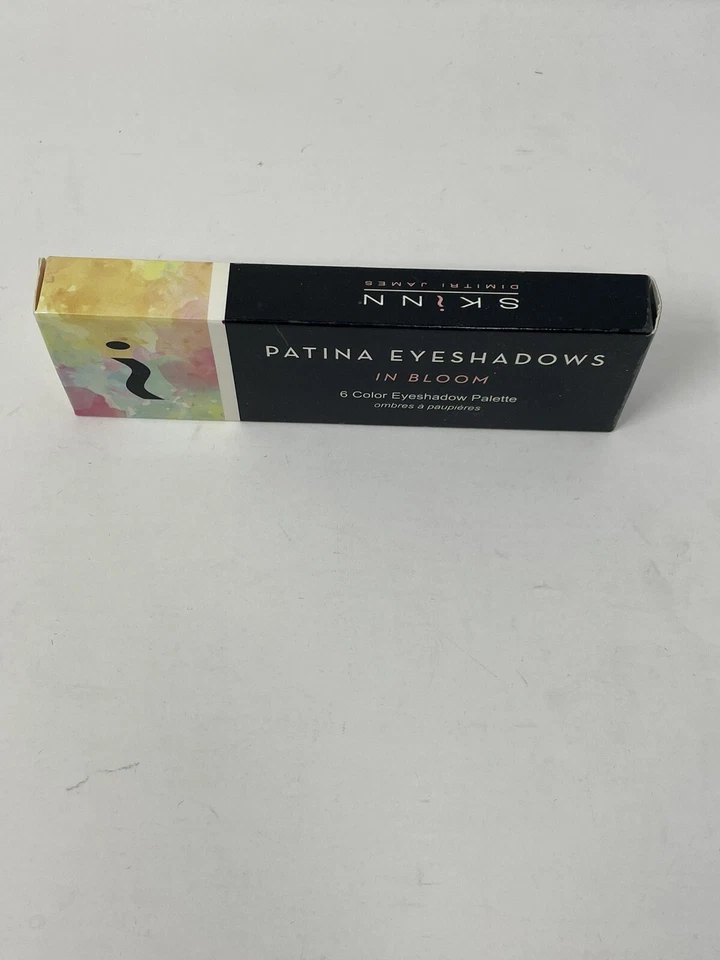 SKiNN
DIMITRI JAMES
PATINA EYESHADOWS
IN BLOOM
6 Color Eyeshadow Palette
ombres à paupières